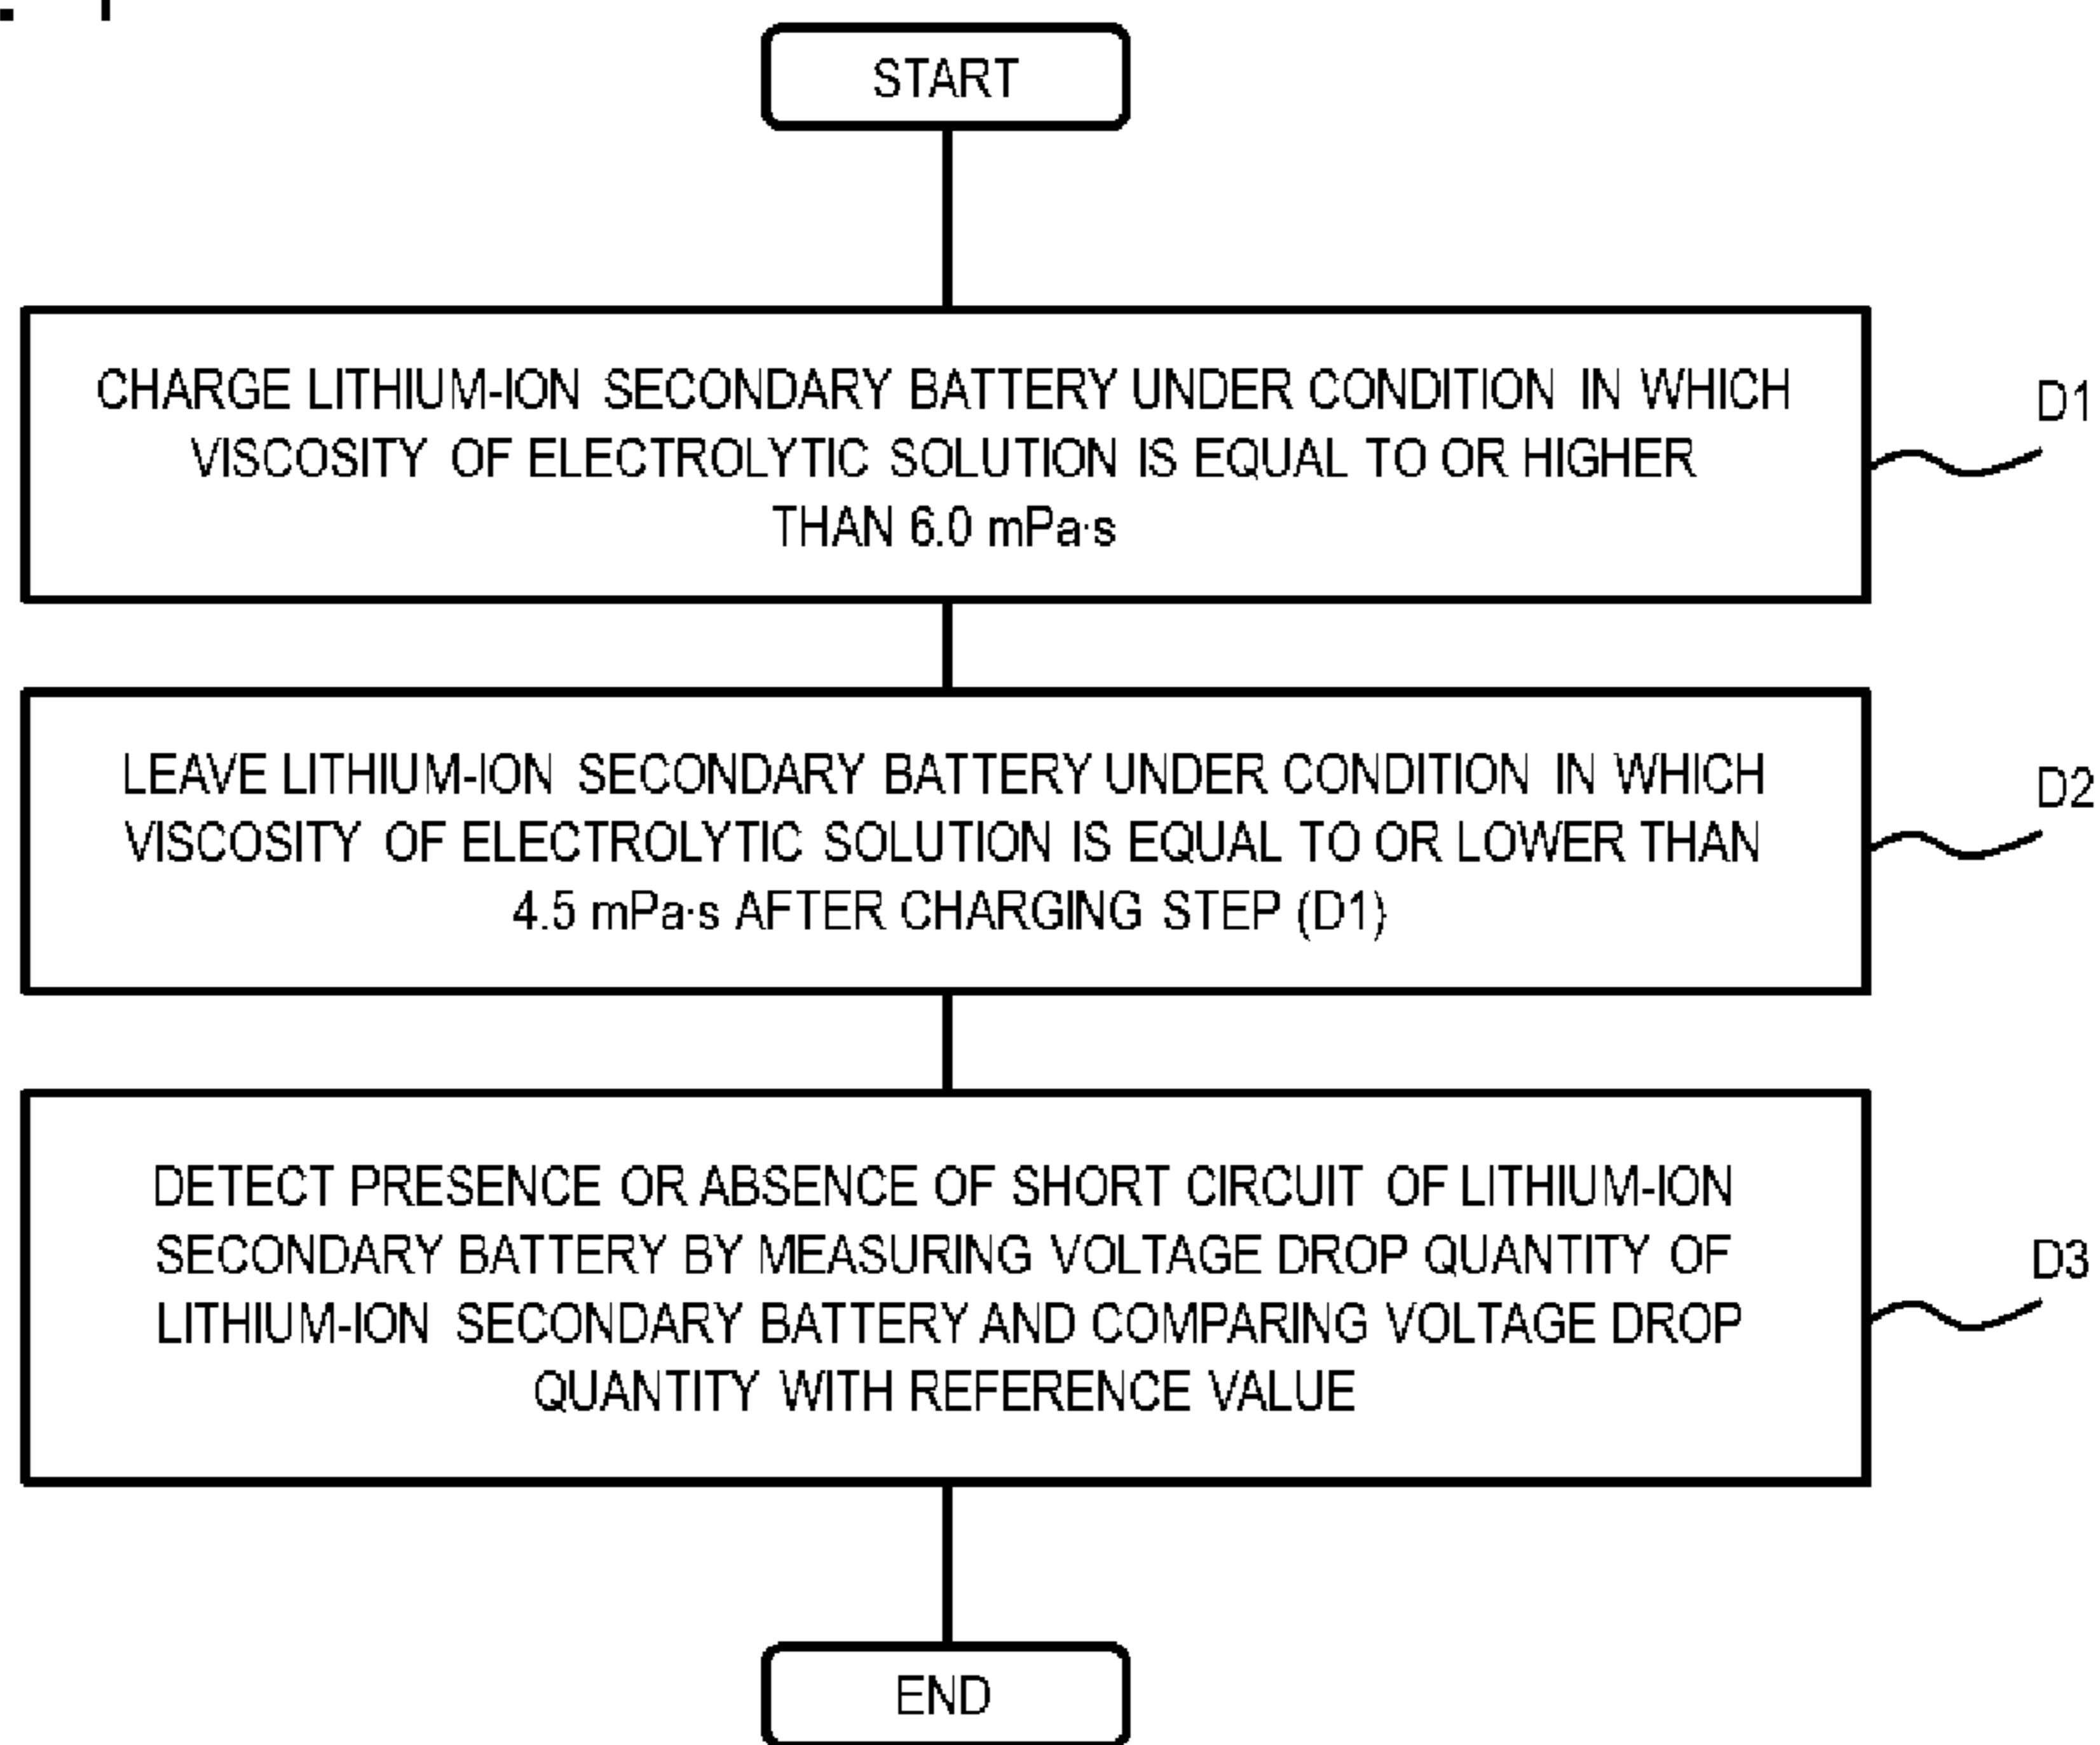 START
CHARGE LITHIUM-ION SECONDARY BATTERY UNDER CONDITION IN WHICH
VISCOSITY OF ELECTROLYTIC SOLUTION IS EQUAL TO OR HIGHER
THAN 6.0 mPa·s
D1
LEAVE LITHIUM-ION SECONDARY BATTERY UNDER CONDITION IN WHICH
VISCOSITY OF ELECTROLYTIC SOLUTION IS EQUAL TO OR LOWER THAN
4.5 mPa·s AFTER CHARGING STEP (D1)
D2
DETECT PRESENCE OR ABSENCE OF SHORT CIRCUIT OF LITHIUM-ION
SECONDARY BATTERY BY MEASURING VOLTAGE DROP QUANTITY OF
LITHIUM-ION SECONDARY BATTERY AND COMPARING VOLTAGE DROP
QUANTITY WITH REFERENCE VALUE
D3
END